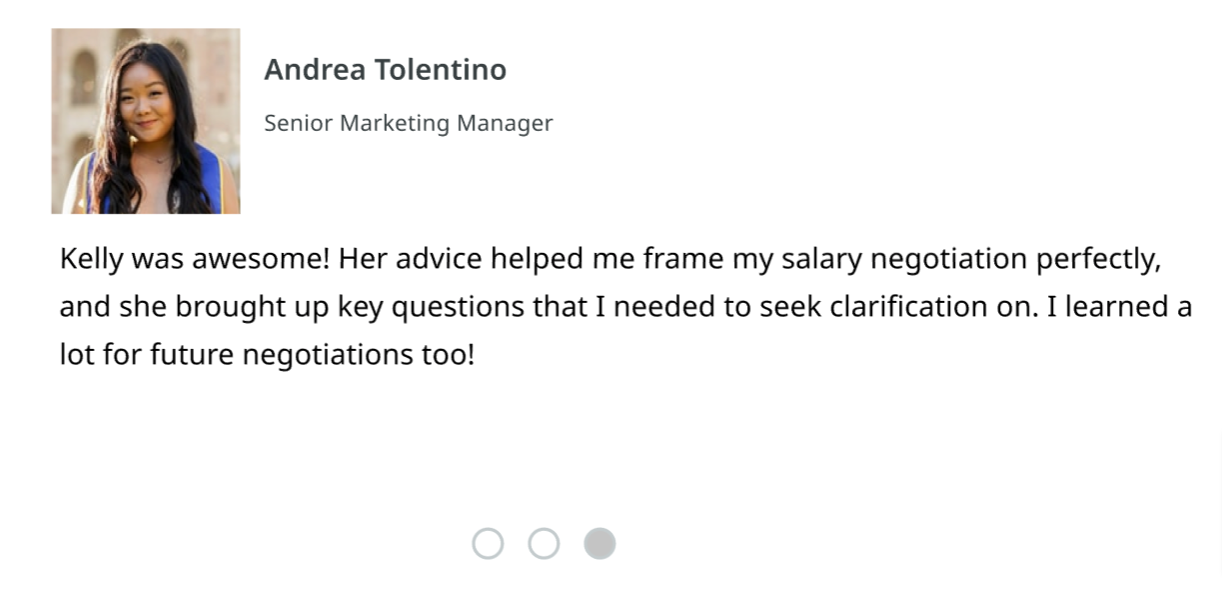 Andrea Tolentino
Senior Marketing Manager
Kelly was awesome! Her advice helped me frame my salary negotiation perfectly,
and she brought up key questions that I needed to seek clarification on. I learned a
lot for future negotiations too!